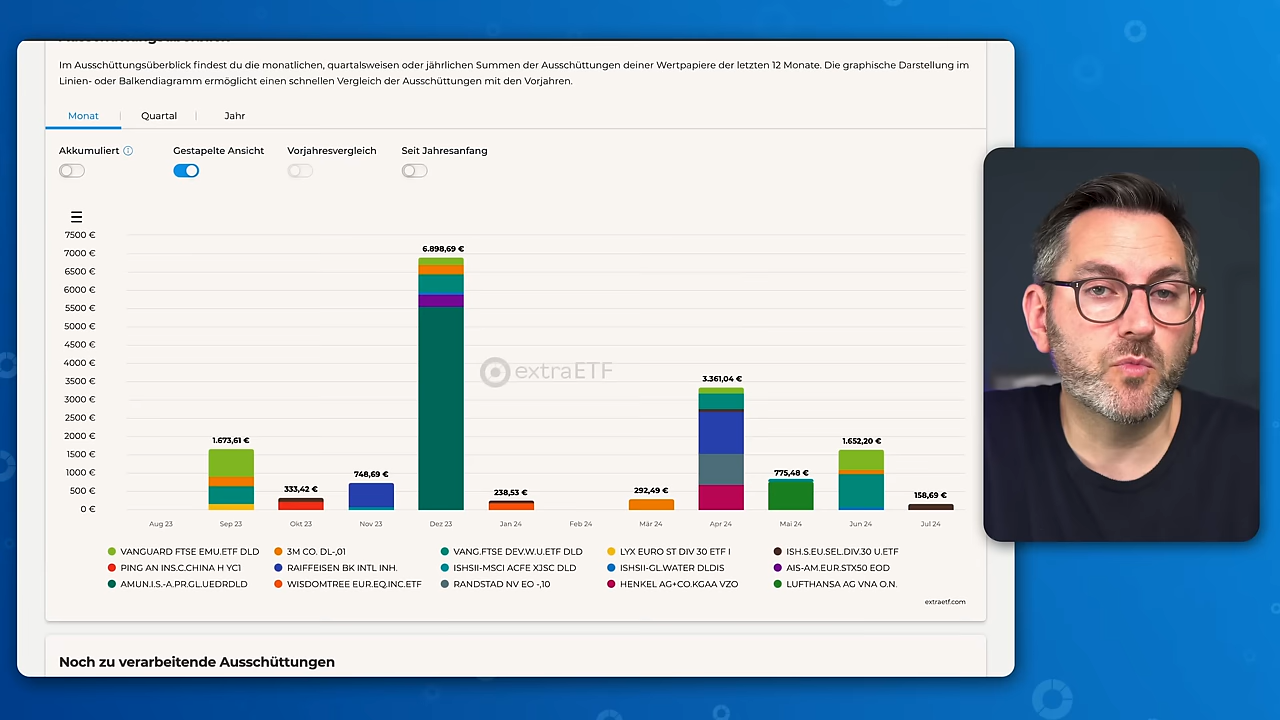 Im Ausschüttungsüberblick findest du die monatlichen, quartalsweisen oder jährlichen Summen der Ausschüttungen deiner Wertpapiere der letzten 12 Monate. Die graphische Darstellung im
Linien- oder Balkendiagramm ermöglicht einen schnellen Vergleich der Ausschüttungen mit den Vorjahren.
Monat Quartal Jahr
Akkumuliert Gestapelte Ansicht Vorjahresvergleich Seit Jahresanfang
7500 €
7000 €
6500 €
6000 €
5500 €
5000 €
4500 €
4000 €
3500 €
3000 €
2500 €
2000 €
1500 €
1000 €
500 €
0 €
1.673,61 €
333,42 €
748,69 €
6.898,69 €
238,53 €
292,49 €
3.361,04 €
775,48 €
1.652,20 €
158,69 €
extraETF
Aug 23 Sep 23 Okt 23 Nov 23 Dez 23 Jan 24 Feb 24 Mär 24 Apr 24 Mai 24 Jun 24 Jul 24
VANGUARD FTSE EMU.ETF DLD 3M CO. DL-,01 VANG.FTSE DEV.W.U.ETF DLD LYX EURO ST DIV 30 ETF I ISH.S.EU.SEL.DIV.30 U.ETF
PING AN INS.C.CHINA H YC1 RAIFFEISEN BK INTL INH. ISHSII-MSCI ACFE XJSC DLD ISHSII-GL.WATER DLDIS AIS-AM.EUR.STX50 EOD
AMUN.I.S.-A.PR.GL.UEDRDLD WISDOMTREE EUR.EQ.INC.ETF RANDSTAD NV EO -,10 HENKEL AG+CO.KGAA VZO LUFTHANSA AG VNA O.N.
extraetf.com
Noch zu verarbeitende Ausschüttungen